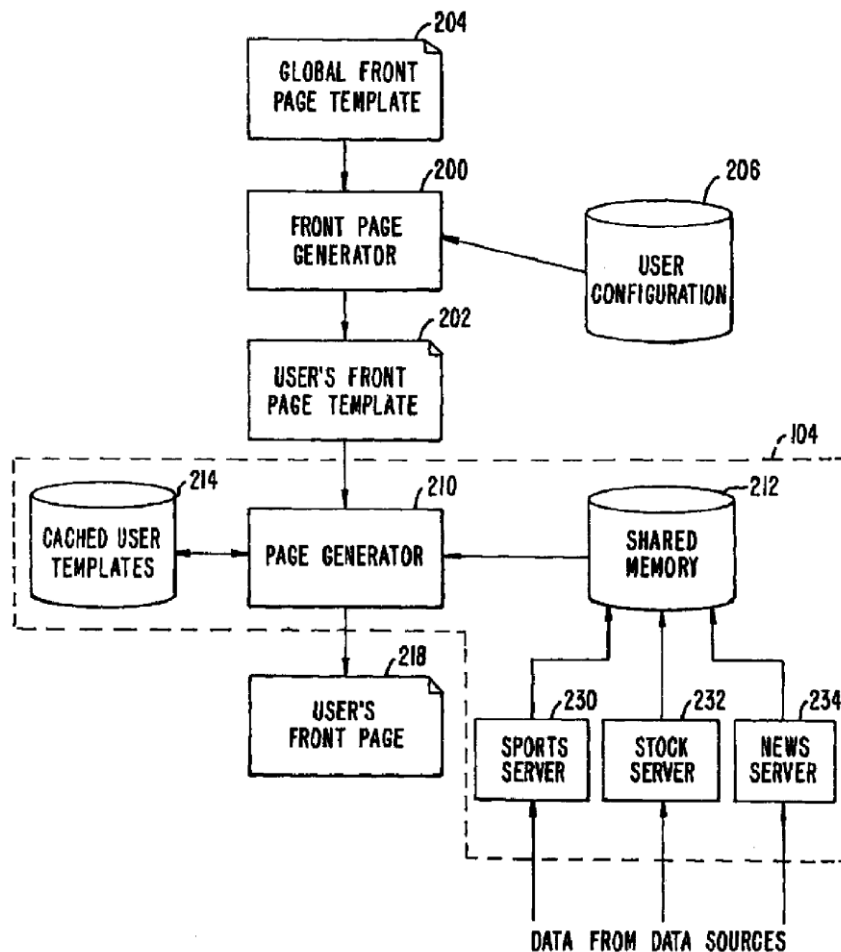 204
GLOBAL FRONT
PAGE TEMPLATE
200
FRONT PAGE
GENERATOR
206
USER
CONFIGURATION
202
USER'S FRONT
PAGE TEMPLATE
104
214
CACHED USER
TEMPLATES
210
PAGE GENERATOR
212
SHARED
MEMORY
218
USER'S
FRONT PAGE
230
SPORTS
SERVER
232
STOCK
SERVER
234
NEWS
SERVER
DATA FROM DATA SOURCES